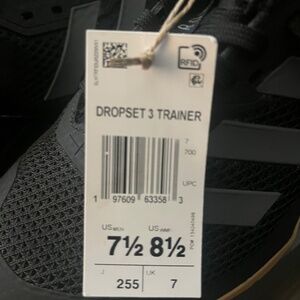 RFID
DROPSET 3 TRAINER
7
700
UPC
1 97609 63358 3
US MEN US WMN
7½ 8½
J UK
255 7